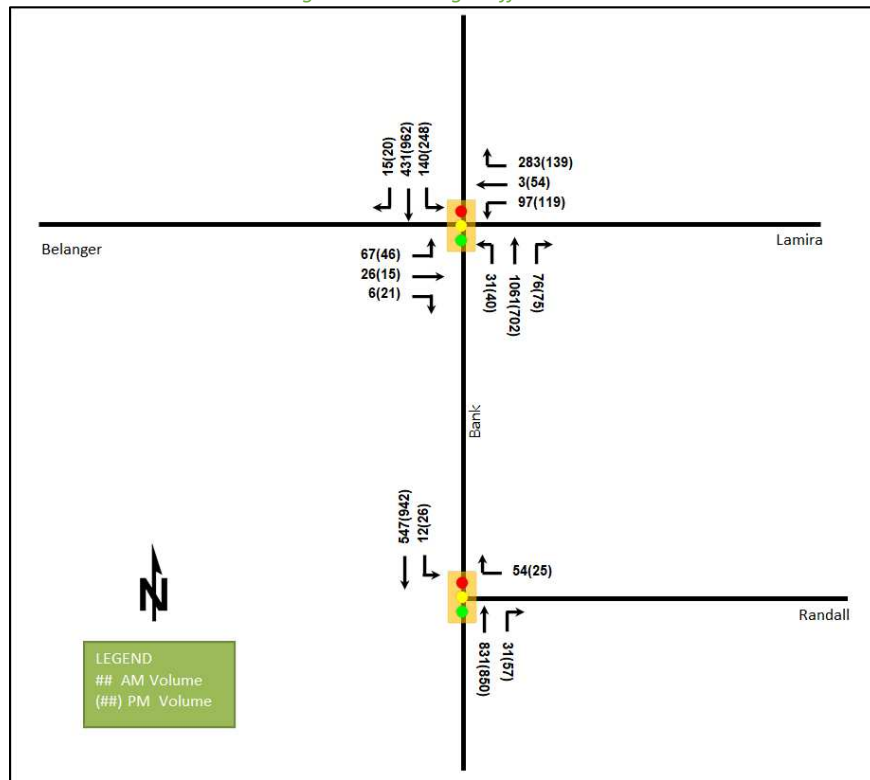 15(20)
431(962)
140(248)
283(139)
3(54)
97(119)
Belanger
Lamira
67(46)
26(15)
6(21)
31(40)
1061(702)
76(75)
Bank
547(942)
12(26)
54(25)
Randall
831(850)
31(57)
N
LEGEND
## AM Volume
(##) PM Volume